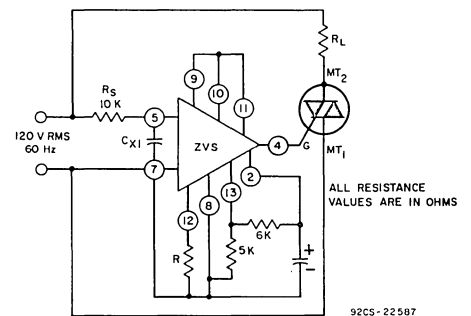 R_L
MT_2
9
10
11
R_S
10 K
5
4
G
120 V RMS
60 Hz
C_X1
ZVS
MT_1
7
2
ALL RESISTANCE
VALUES ARE IN OHMS
8
13
12
6K
+
R
5K
-
92CS-22587